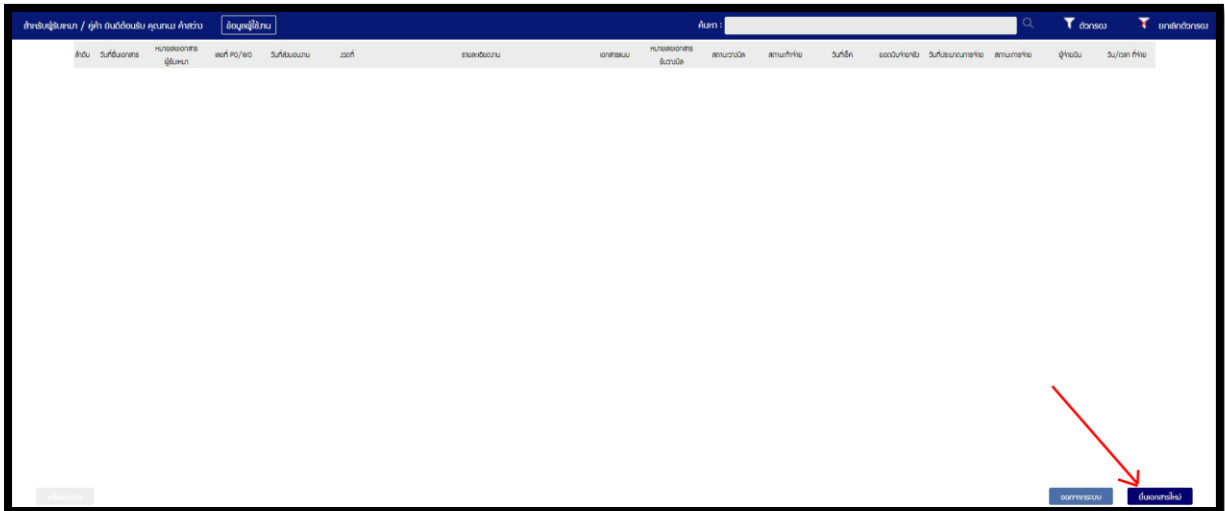 สำหรับผู้รับเหมา / คู่ค้า ยินดีต้อนรับ คุณทนง คำสว่าง ข้อมูลผู้ใช้งาน ค้นหา : ตัวกรอง ยกเลิกตัวกรอง
ลำดับ วันที่ยื่นเอกสาร หมายเลขเอกสาร ผู้รับเหมา เลขที่ PO/WO วันที่ส่งมอบงาน งวดที่ รายละเอียดงาน เอกสารแนบ หมายเลขเอกสาร รับวางบิล สถานะวางบิล สถานะทำจ่าย วันที่เช็ค ยอดเงินจ่ายจริง วันที่ประมาณการจ่าย สถานะการจ่าย ผู้จ่ายเงิน วัน/เวลา ที่จ่าย
ออกจากระบบ ยื่นเอกสารใหม่